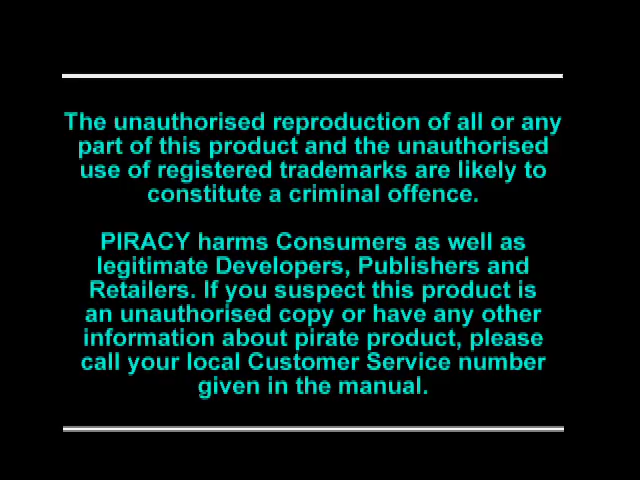 The unauthorised reproduction of all or any
part of this product and the unauthorised
use of registered trademarks are likely to
constitute a criminal offence.
PIRACY harms Consumers as well as
legitimate Developers, Publishers and
Retailers. If you suspect this product is
an unauthorised copy or have any other
information about pirate product, please
call your local Customer Service number
given in the manual.